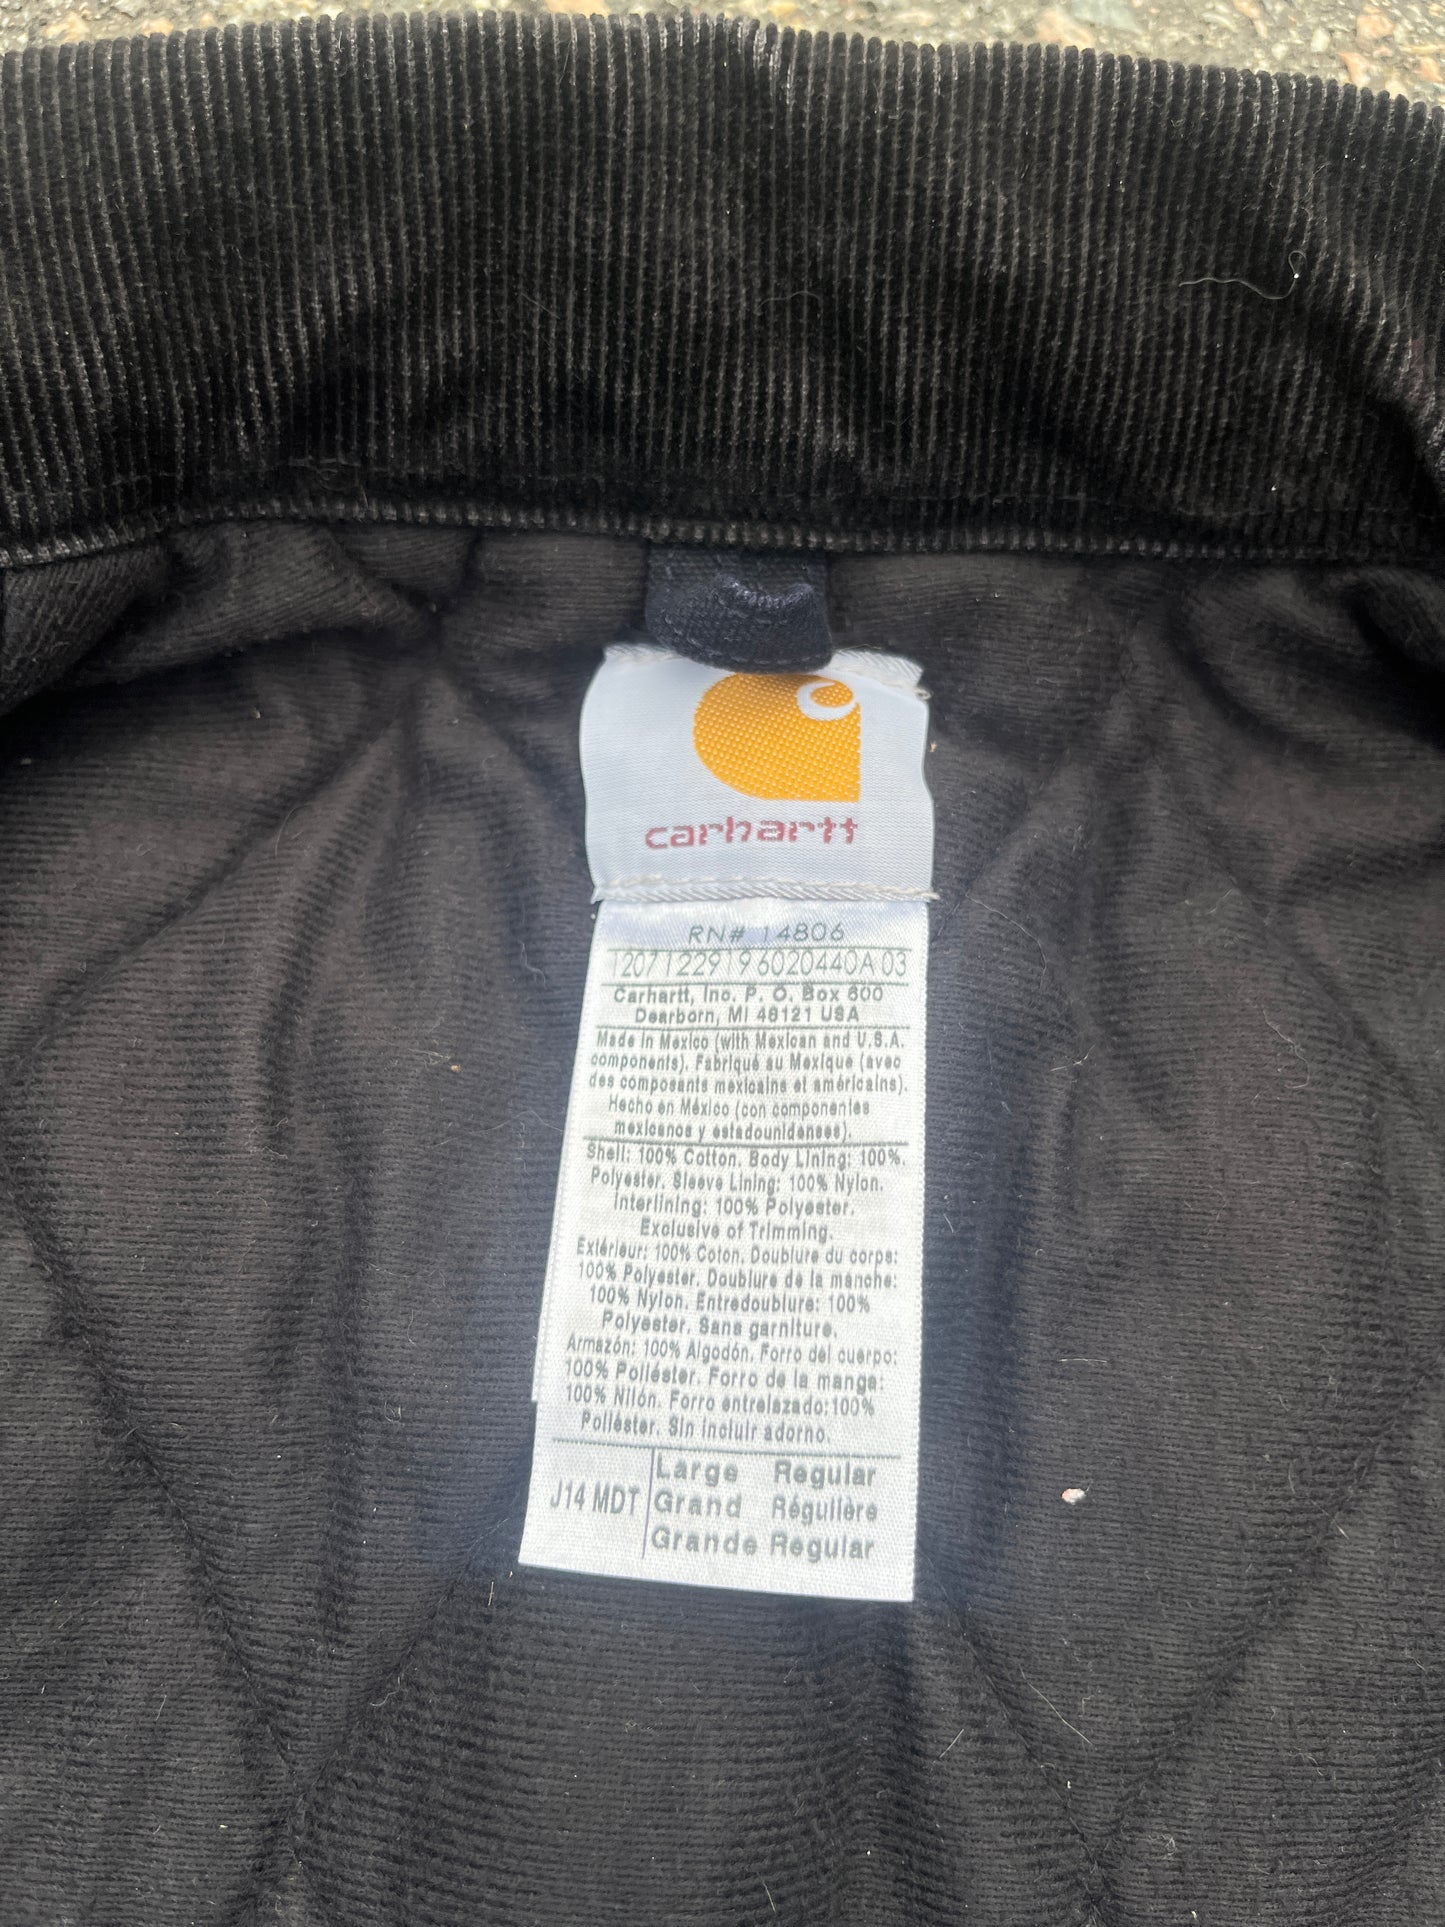 carhartt
RN# 14806
12071229196020440A 03
Carhartt, Inc. P. O. Box 600
Dearborn, MI 48121 USA
Made in Mexico (with Mexican and U.S.A.
components). Fabriqué au Mexique (avec
des composants mexicains et américains).
Hecho en México (con componentes
mexicanos y estadounidenses).
Shell: 100% Cotton. Body Lining: 100%.
Polyester. Sleeve Lining: 100% Nylon.
Interlining: 100% Polyester.
Exclusive of Trimming.
Extérieur: 100% Coton. Doublure du corps:
100% Polyester. Doublure de la manche:
100% Nylon. Entredoublure: 100%
Polyester. Sans garniture.
Armazón: 100% Algodón. Forro del cuerpo:
100% Poliéster. Forro de la manga:
100% Nilón. Forro entrelazado:100%
Poliéster. Sin incluir adorno.
J14 MDT
Large Regular
Grand Régulière
Grande Regular